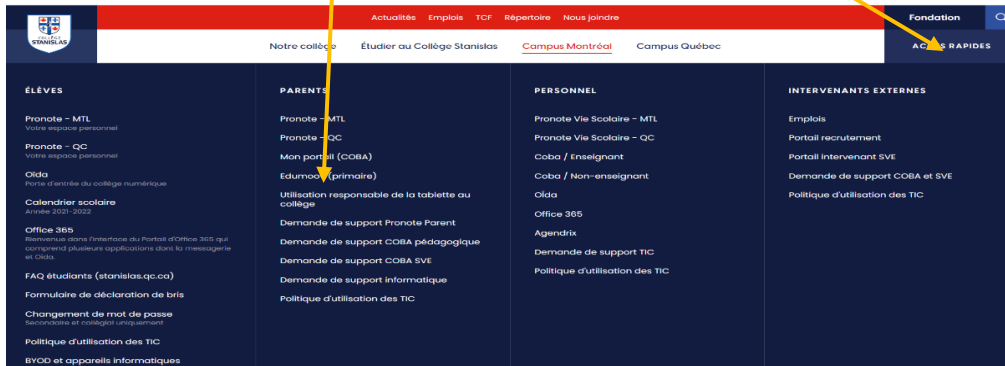 Actualités Emplois TCF Répertoire Nous joindre
Fondation
COLLÈGE
STANISLAS
Notre collège Étudier au Collège Stanislas Campus Montréal Campus Québec
ACCÈS RAPIDES
ÉLÈVES
Pronote - MTL
Votre espace personnel
Pronote - QC
Votre espace personnel
Oïda
Porte d'entrée du collège numérique
Calendrier scolaire
Année 2021-2022
Office 365
Bienvenue dans l'interface du Portail d'Office 365 qui
comprend plusieurs applications dont la messagerie
et Oïda.
FAQ étudiants (stanislas.qc.ca)
Formulaire de déclaration de bris
Changement de mot de passe
Secondaire et collégial uniquement
Politique d'utilisation des TIC
BYOD et appareils informatiques
PARENTS
Pronote - MTL
Pronote - QC
Mon portail (COBA)
Edumoov (primaire)
Utilisation responsable de la tablette au
collège
Demande de support Pronote Parent
Demande de support COBA pédagogique
Demande de support COBA SVE
Demande de support informatique
Politique d'utilisation des TIC
PERSONNEL
Pronote Vie Scolaire - MTL
Pronote Vie Scolaire - QC
Coba / Enseignant
Coba / Non-enseignant
Oïda
Office 365
Agendrix
Demande de support TIC
Politique d'utilisation des TIC
INTERVENANTS EXTERNES
Emplois
Portail recrutement
Portail intervenant SVE
Demande de support COBA et SVE
Politique d'utilisation des TIC